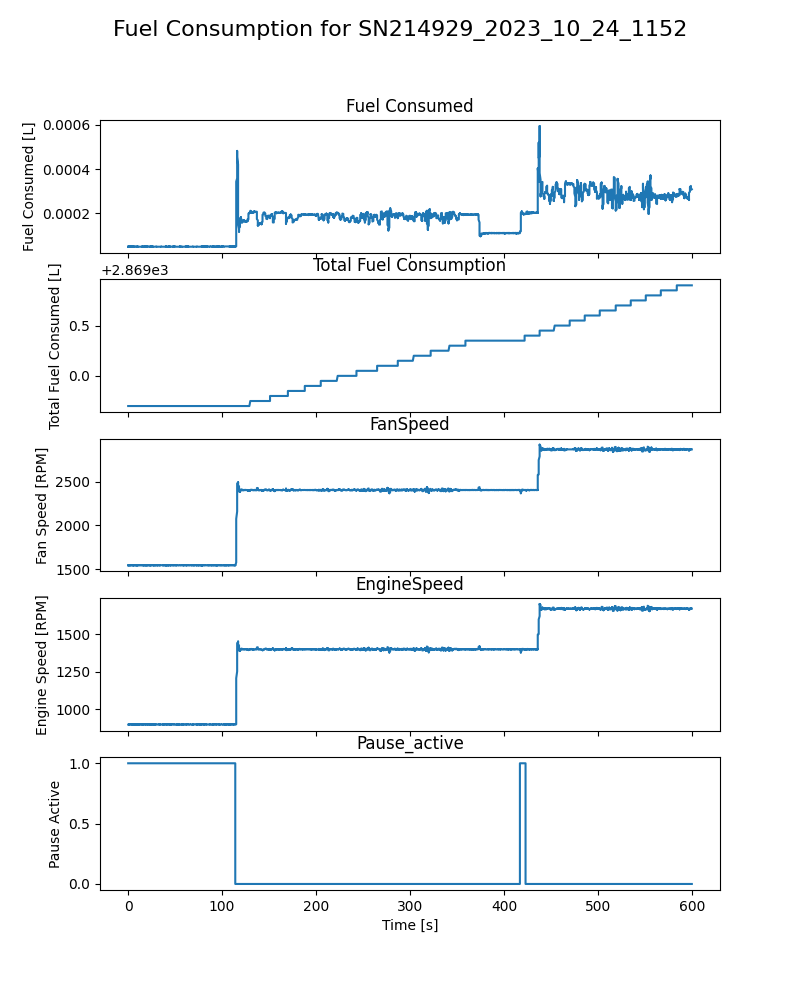 Fuel Consumption for SN214929_2023_10_24_1152
Fuel Consumed
Fuel Consumed [L]
0.0006
0.0004
0.0002
+2.869e3
Total Fuel Consumption
Total Fuel Consumed [L]
0.5
0.0
FanSpeed
Fan Speed [RPM]
2500
2000
1500
EngineSpeed
Engine Speed [RPM]
1500
1250
1000
Pause_active
Pause Active
1.0
0.5
0.0
0 100 200 300 400 500 600
Time [s]